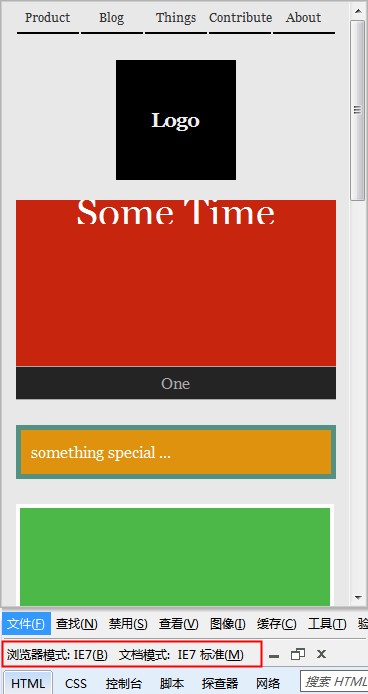 Product Blog Things Contribute About
Logo
Some Time
One
something special ...
文件(F) 查找(N) 禁用(S) 查看(V) 图像(I) 缓存(C) 工具(T) 验
浏览器模式: IE7(B) 文档模式: IE7 标准(M)
HTML CSS 控制台 脚本 探查器 网络 搜索 HTML